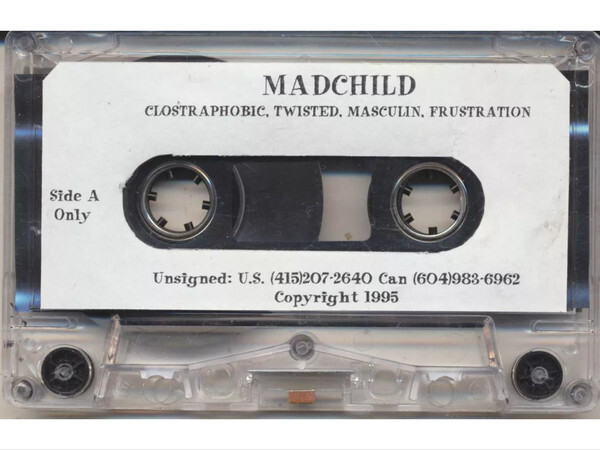 MADCHILD
CLOSTRAPHOBIC, TWISTED, MASCULIN, FRUSTRATION
Side A
Only
Unsigned: U.S. (415)207-2640 Can (604)983-6962
Copyright 1995